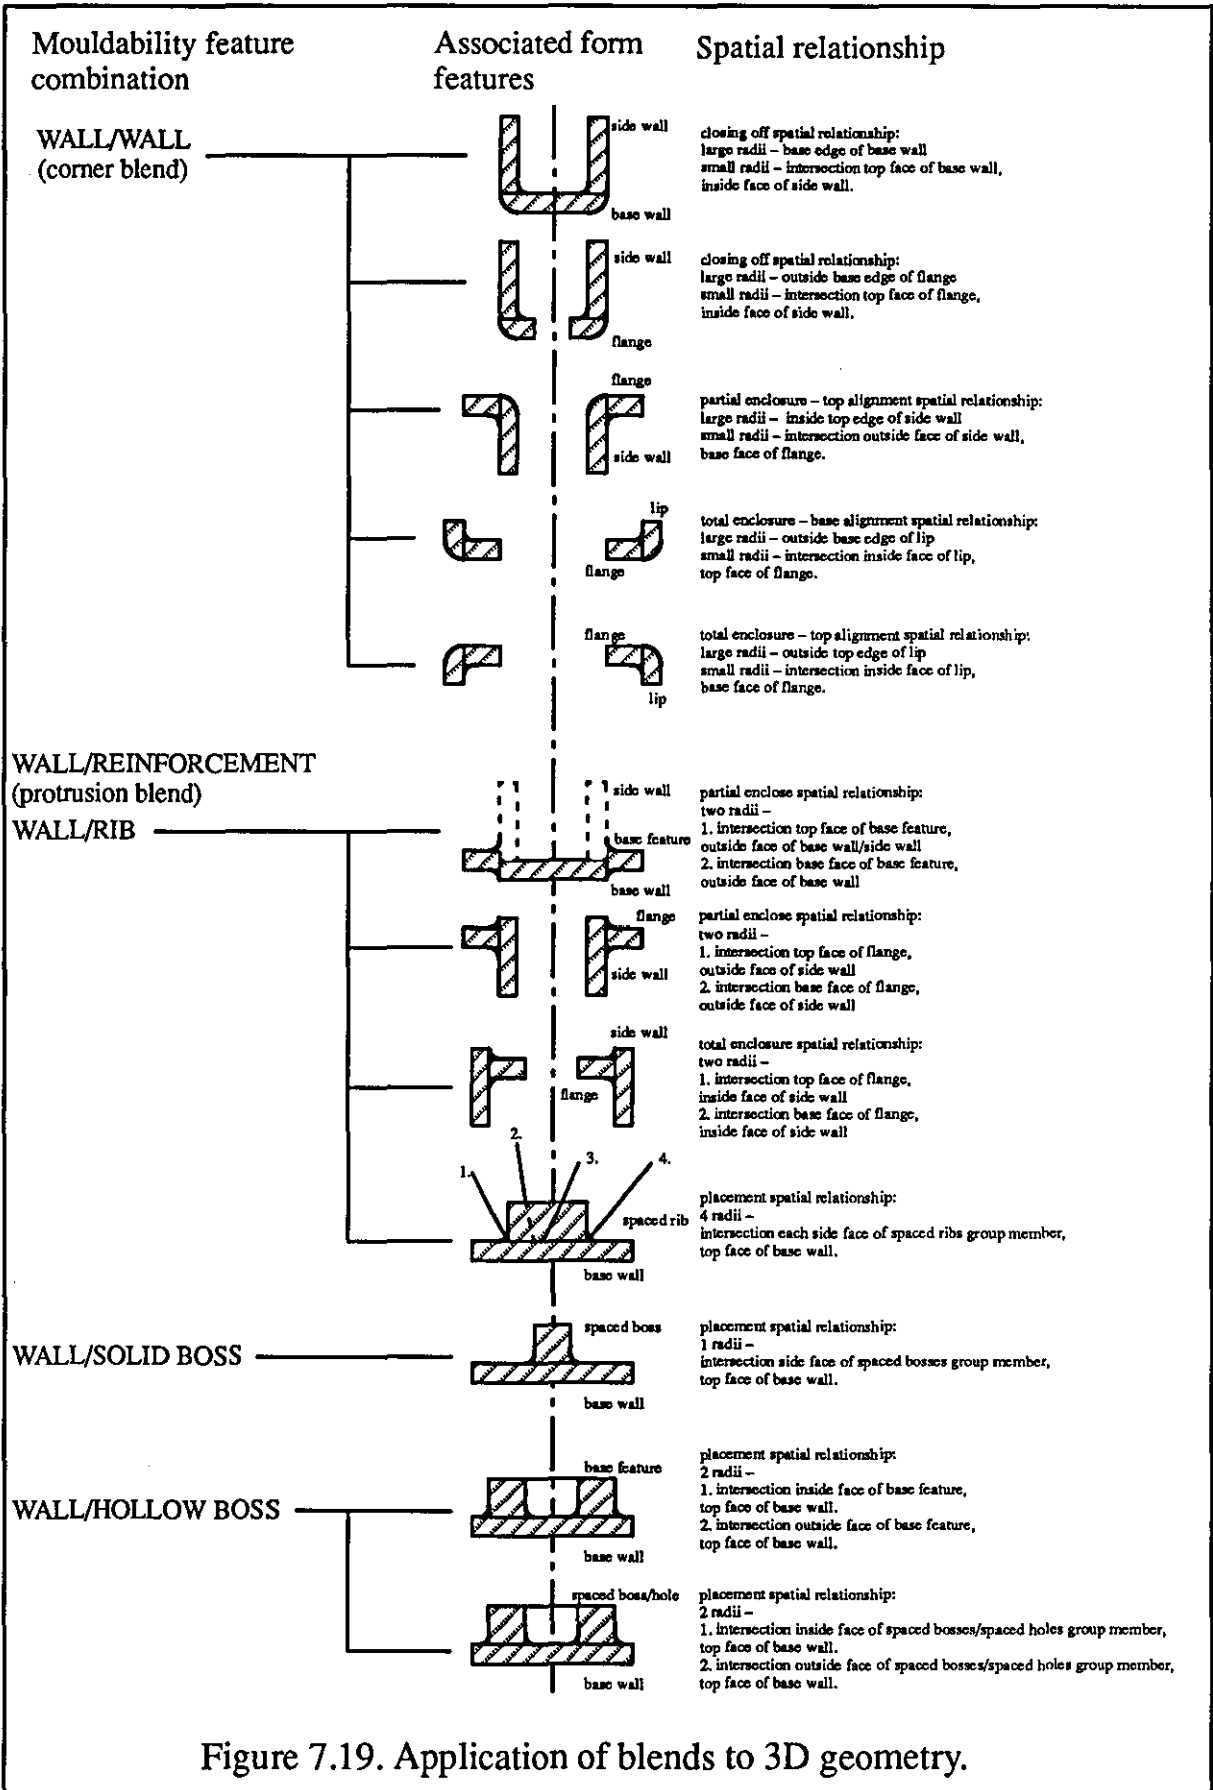 Mouldability feature
combination
Associated form
features
Spatial relationship
WALL/WALL
(corner blend)
side wall
base wall
closing off spatial relationship:
large radii – base edge of base wall
small radii – intersection top face of base wall,
inside face of side wall.
side wall
flange
closing off spatial relationship:
large radii – outside base edge of flange
small radii – intersection top face of flange,
inside face of side wall.
flange
side wall
partial enclosure – top alignment spatial relationship:
large radii – inside top edge of side wall
small radii – intersection outside face of side wall,
base face of flange.
lip
flange
total enclosure – base alignment spatial relationship:
large radii – outside base edge of lip
small radii – intersection inside face of lip,
top face of flange.
flange
lip
total enclosure – top alignment spatial relationship:
large radii – outside top edge of lip
small radii – intersection inside face of lip,
base face of flange.
WALL/REINFORCEMENT
(protrusion blend)
WALL/RIB
side wall
base feature
base wall
partial enclose spatial relationship:
two radii –
1. intersection top face of base feature,
outside face of base wall/side wall
2. intersection base face of base feature,
outside face of base wall
flange
side wall
partial enclose spatial relationship:
two radii –
1. intersection top face of flange,
outside face of side wall
2. intersection base face of flange,
outside face of side wall
side wall
flange
total enclosure spatial relationship:
two radii –
1. intersection top face of flange,
inside face of side wall
2. intersection base face of flange,
inside face of side wall
1.
2.
3.
4.
spaced rib
base wall
placement spatial relationship:
4 radii –
intersection each side face of spaced ribs group member,
top face of base wall.
WALL/SOLID BOSS
spaced boss
base wall
placement spatial relationship:
1 radii –
intersection side face of spaced bosses group member,
top face of base wall.
WALL/HOLLOW BOSS
base feature
base wall
placement spatial relationship:
2 radii –
1. intersection inside face of base feature,
top face of base wall.
2. intersection outside face of base feature,
top face of base wall.
spaced boss/hole
base wall
placement spatial relationship:
2 radii –
1. intersection inside face of spaced bosses/spaced holes group member,
top face of base wall.
2. intersection outside face of spaced bosses/spaced holes group member,
top face of base wall.
Figure 7.19. Application of blends to 3D geometry.